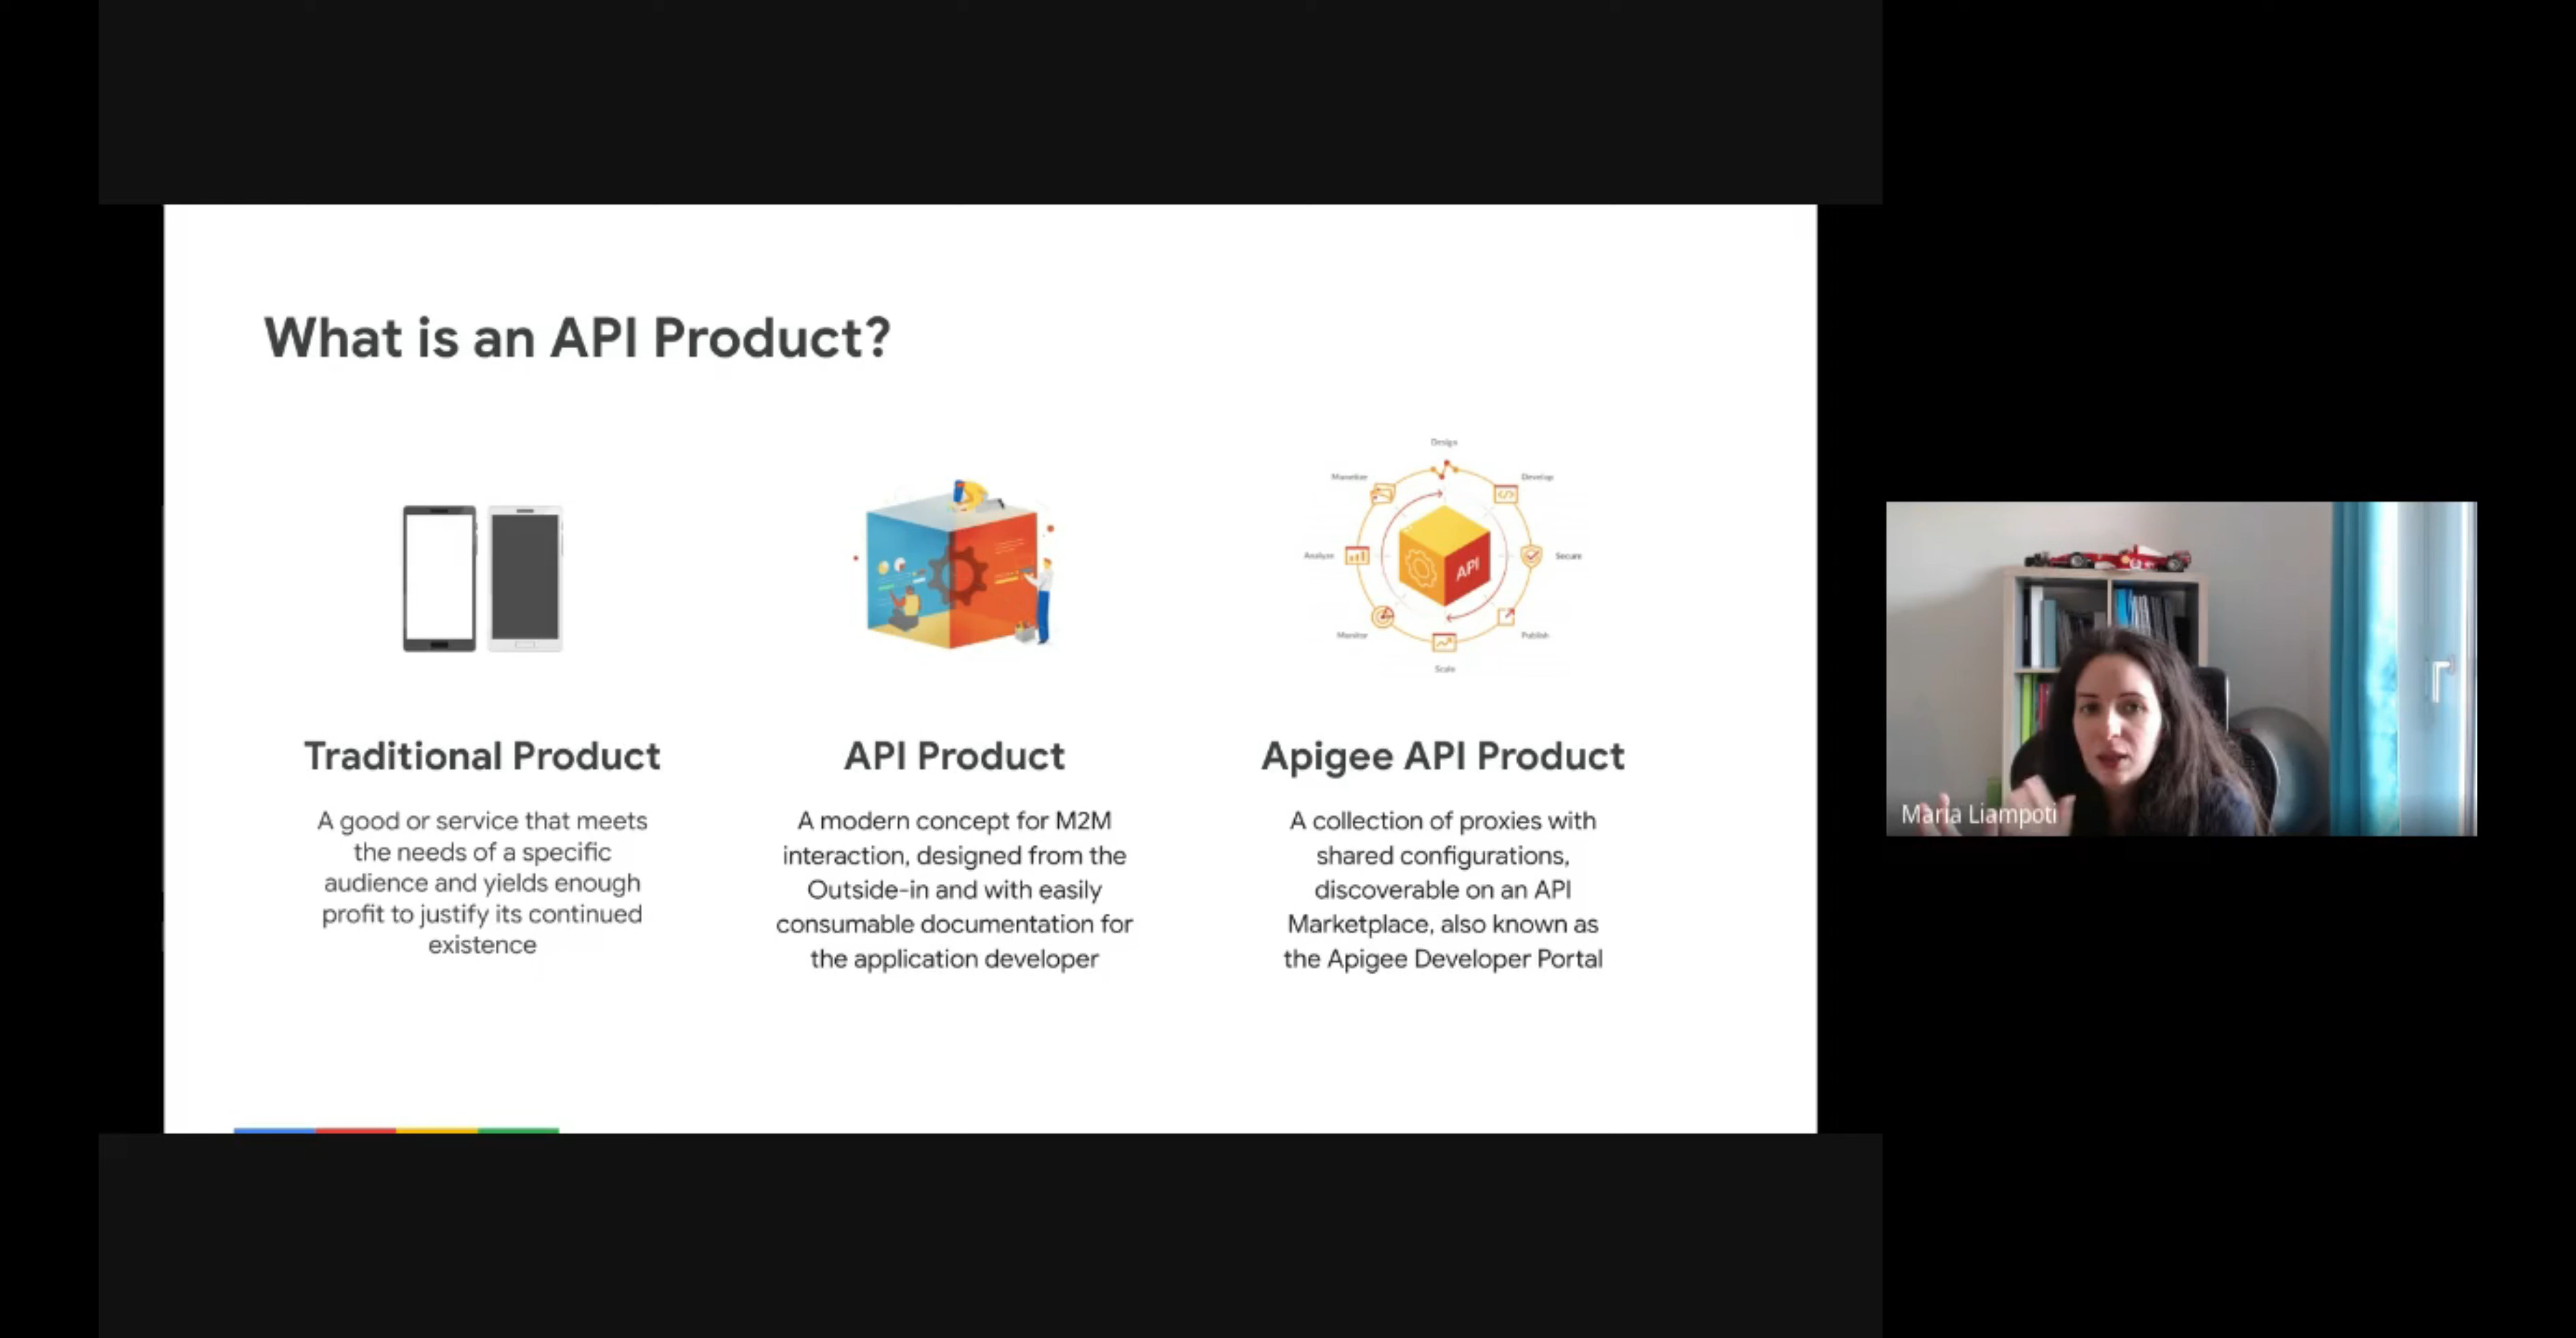 What is an API Product?
Design
Monetize
Develop
Analyze
API
Secure
Monitor
Publish
Scale
Traditional Product
A good or service that meets
the needs of a specific
audience and yields enough
profit to justify its continued
existence
API Product
A modern concept for M2M
interaction, designed from the
Outside-in and with easily
consumable documentation for
the application developer
Apigee API Product
A collection of proxies with
shared configurations,
discoverable on an API
Marketplace, also known as
the Apigee Developer Portal
Maria Liampoti